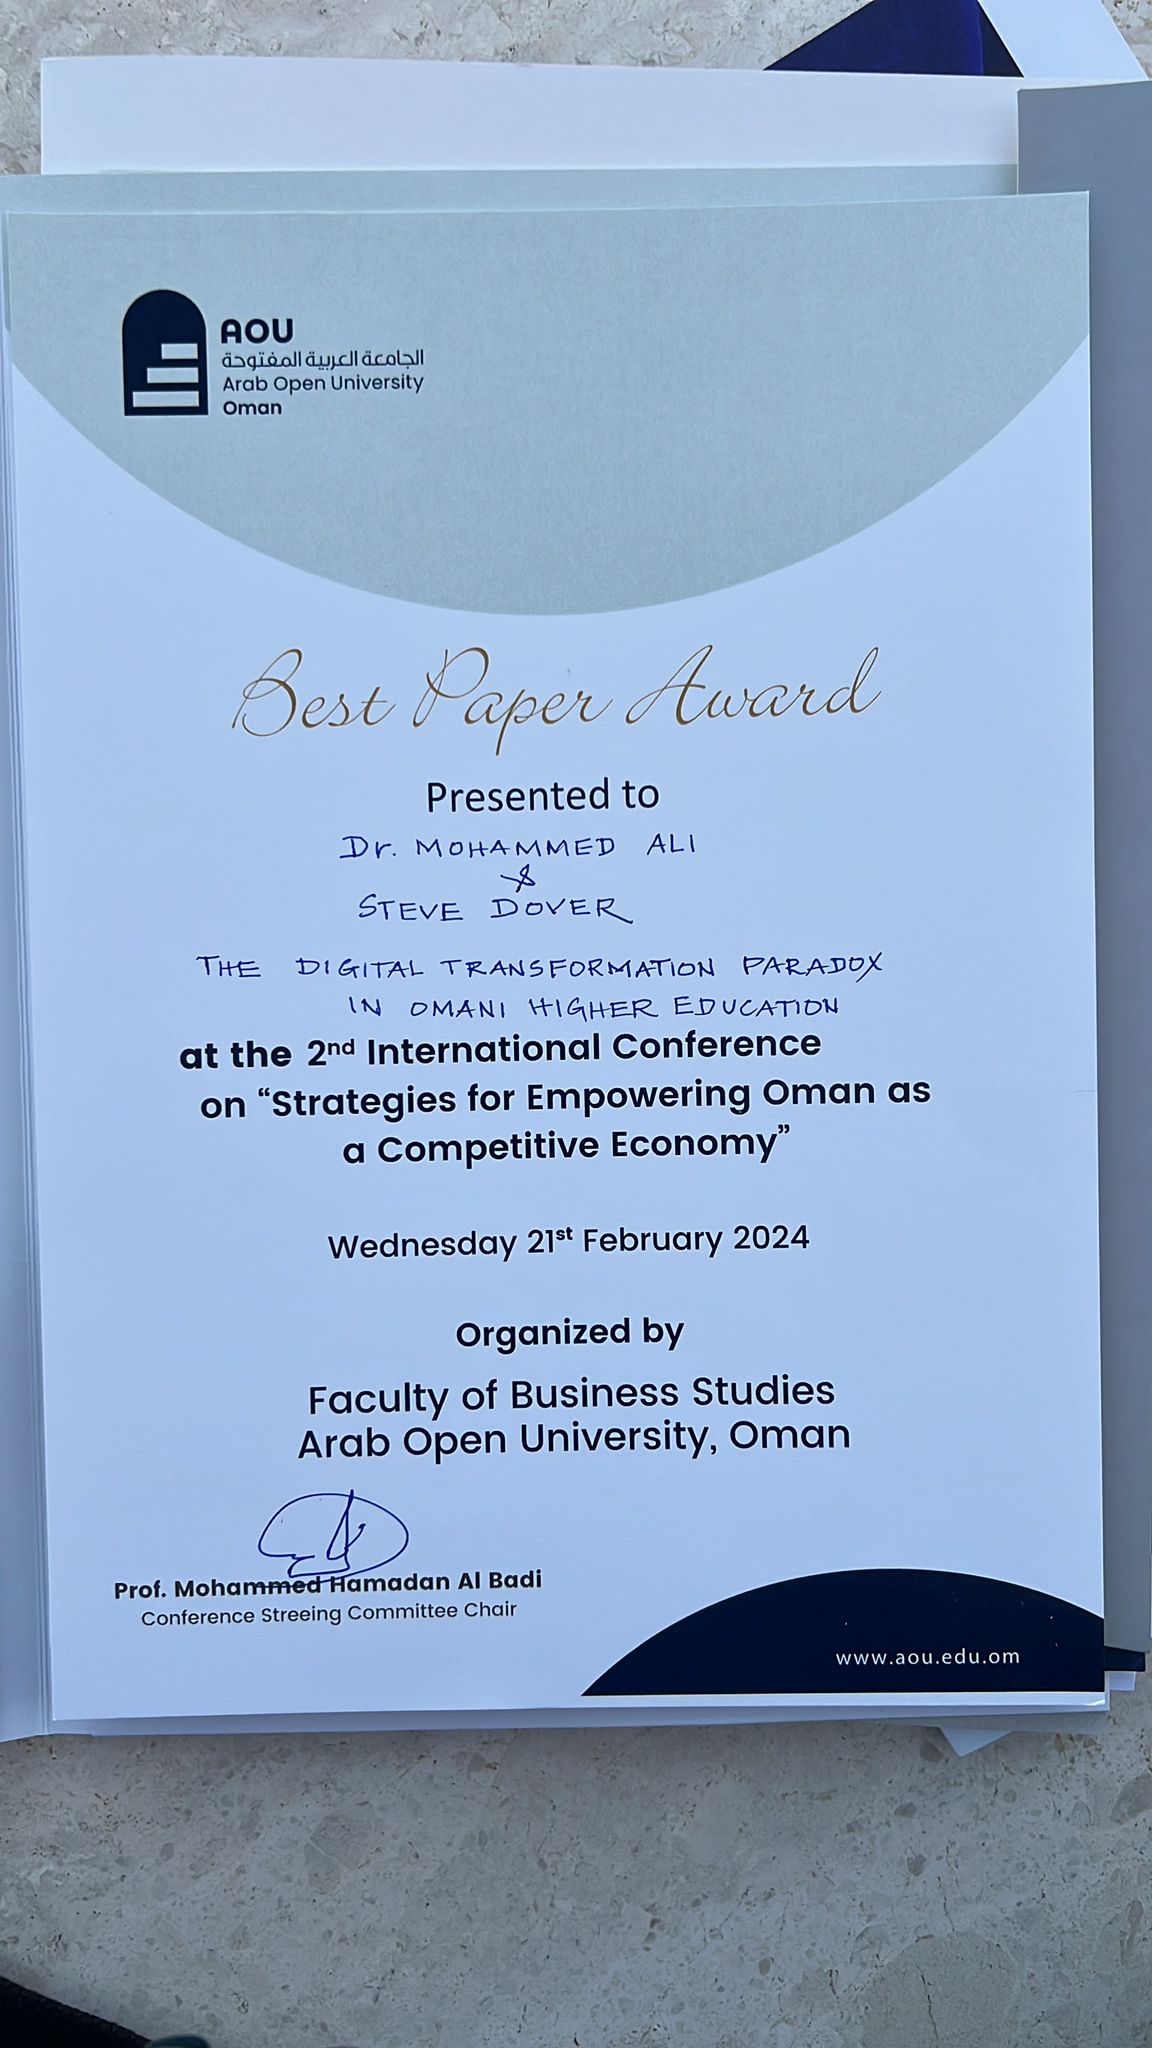 AOU
الجامعة العربية المفتوحة
Arab Open University
Oman
Best Paper Award
Presented to
Dr. MOHAMMED ALI
&
STEVE DOVER
THE DIGITAL TRANSFORMATION PARADOX
IN OMANI HIGHER EDUCATION
at the 2nd International Conference
on “Strategies for Empowering Oman as
a Competitive Economy”
Wednesday 21st February 2024
Organized by
Faculty of Business Studies
Arab Open University, Oman
Prof. Mohammed Hamadan Al Badi
Conference Streeing Committee Chair
www.aou.edu.om